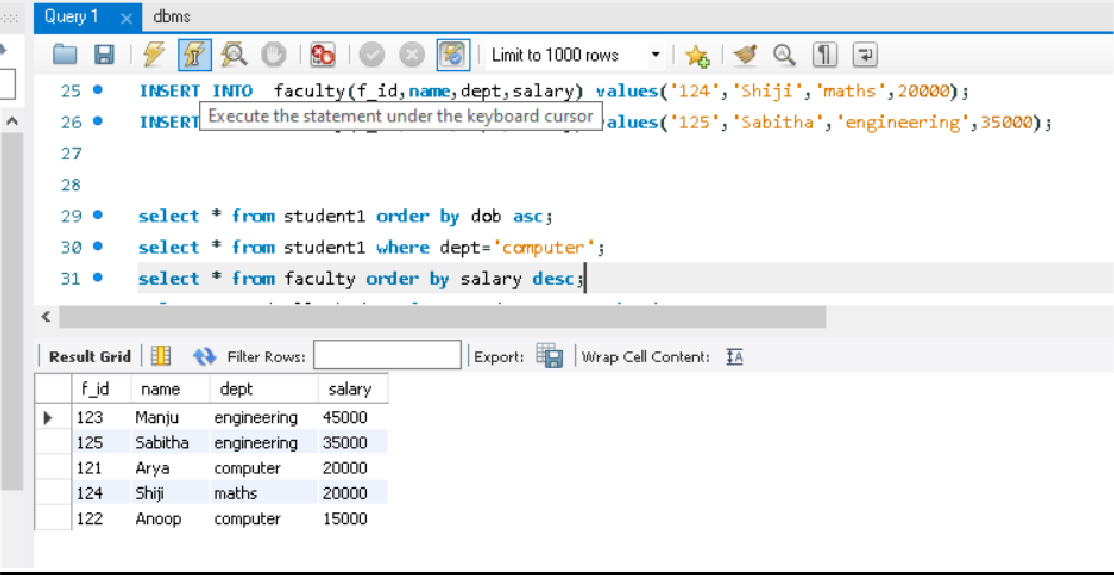 Query 1 × dbms
Limit to 1000 rows
25 INSERT INTO faculty(f_id,name,dept,salary) values('124','Shiji','maths',20000);
26 INSERT alues('125','Sabitha','engineering',35000);
Execute the statement under the keyboard cursor
27
28
29 select * from student1 order by dob asc;
30 select * from student1 where dept='computer';
31 select * from faculty order by salary desc;
Result Grid Filter Rows: Export: Wrap Cell Content:
f_id name dept salary
123 Manju engineering 45000
125 Sabitha engineering 35000
121 Arya computer 20000
124 Shiji maths 20000
122 Anoop computer 15000